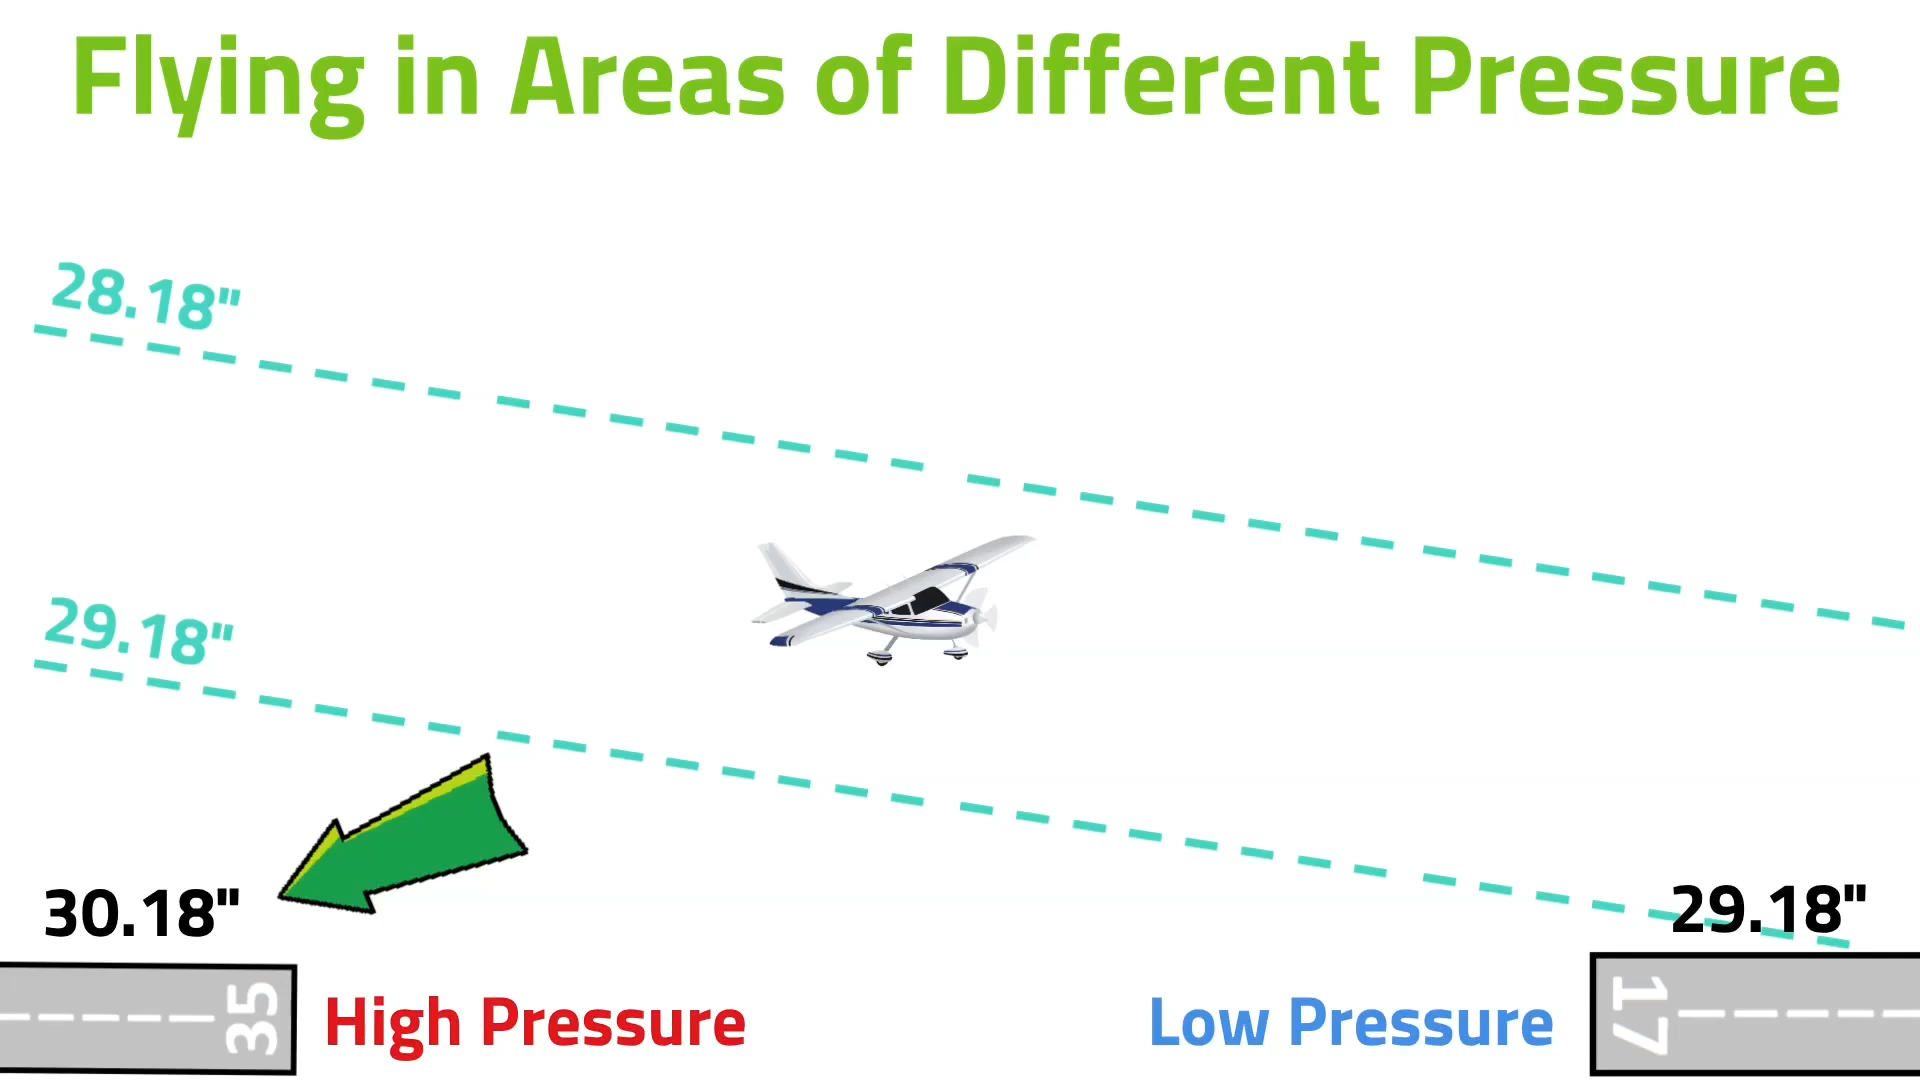 Flying in Areas of Different Pressure
28.18"
29.18"
30.18"
29.18"
35
High Pressure
Low Pressure
17